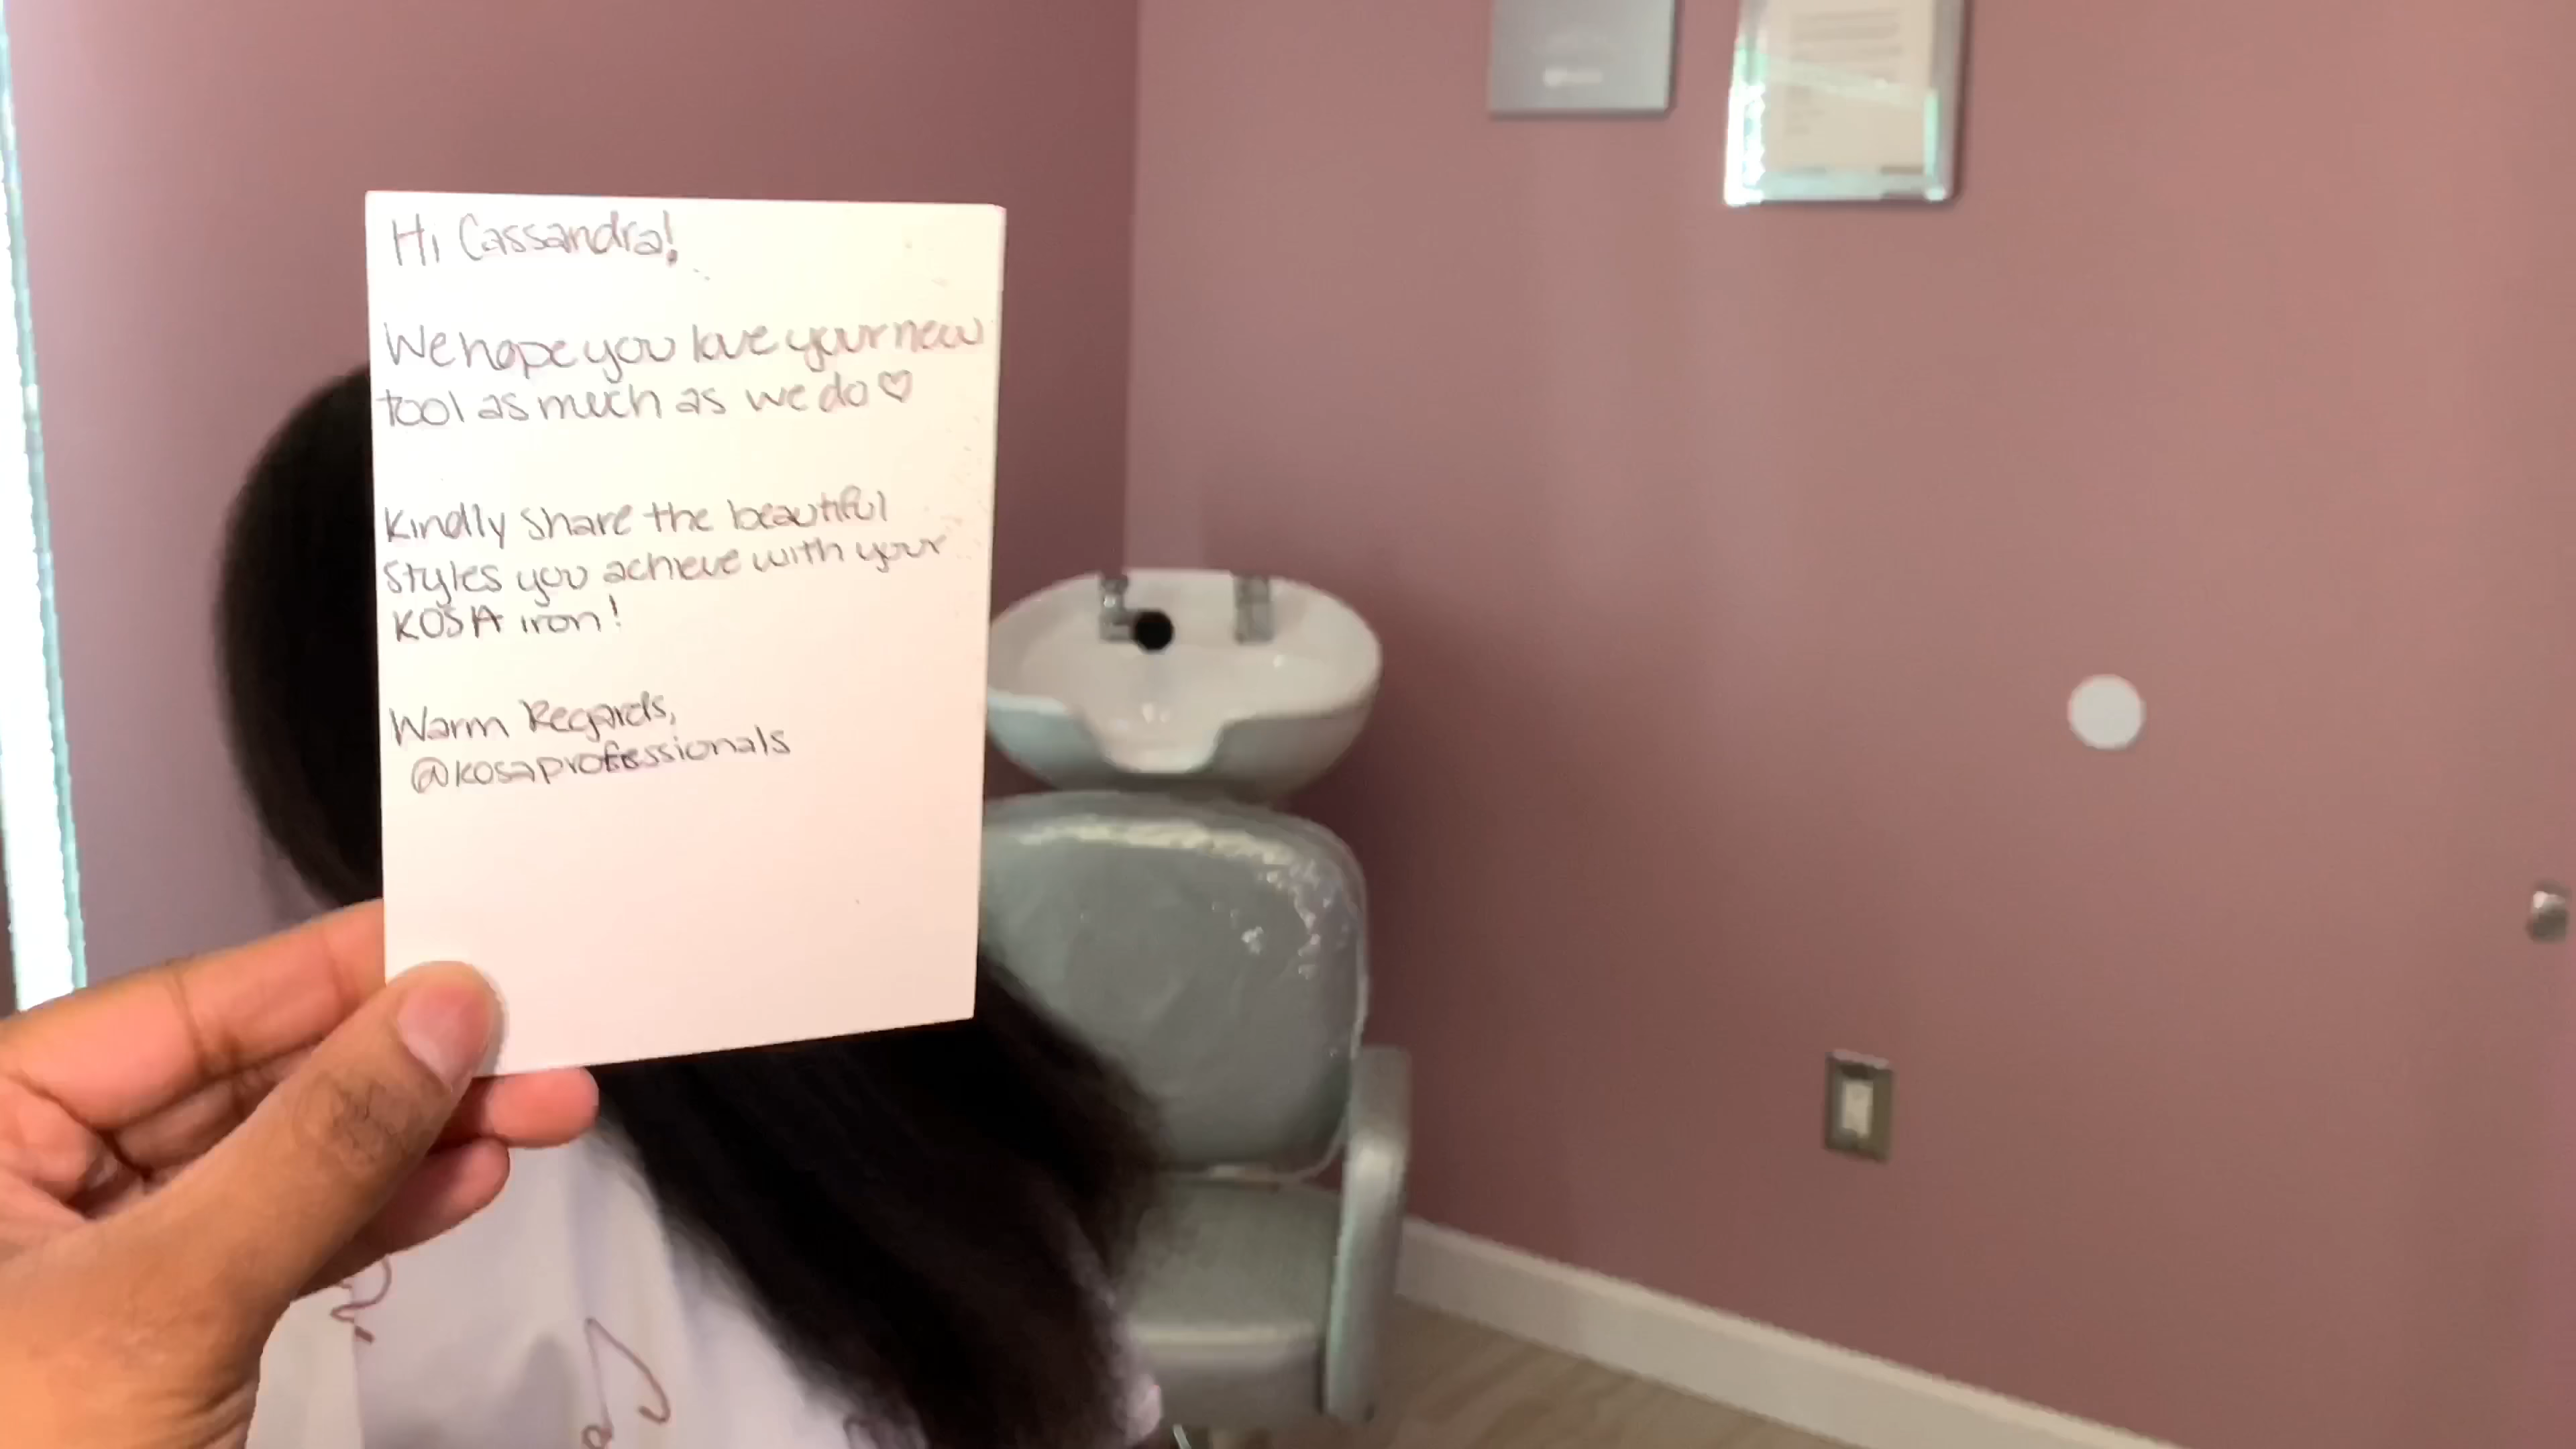 Hi Cassandra!
We hope you love your new
tool as much as we do ♡
Kindly share the beautiful
styles you achieve with your
KOSA iron!
Warm Regards,
@kosaprofessionals